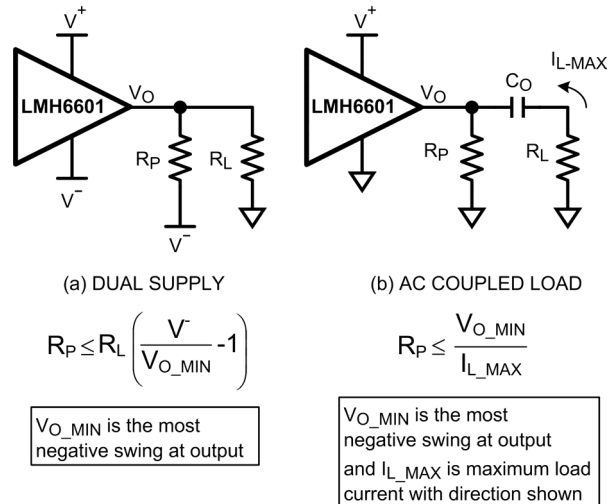 V+
LMH6601
VO
RP
RL
V-
V-
(a) DUAL SUPPLY
RP ≤ RL (V-/VO_MIN -1)
VO_MIN is the most
negative swing at output
V+
LMH6601
VO
CO
IL-MAX
RP
RL
(b) AC COUPLED LOAD
RP ≤ VO_MIN/IL_MAX
VO_MIN is the most
negative swing at output
and IL_MAX is maximum load
current with direction shown